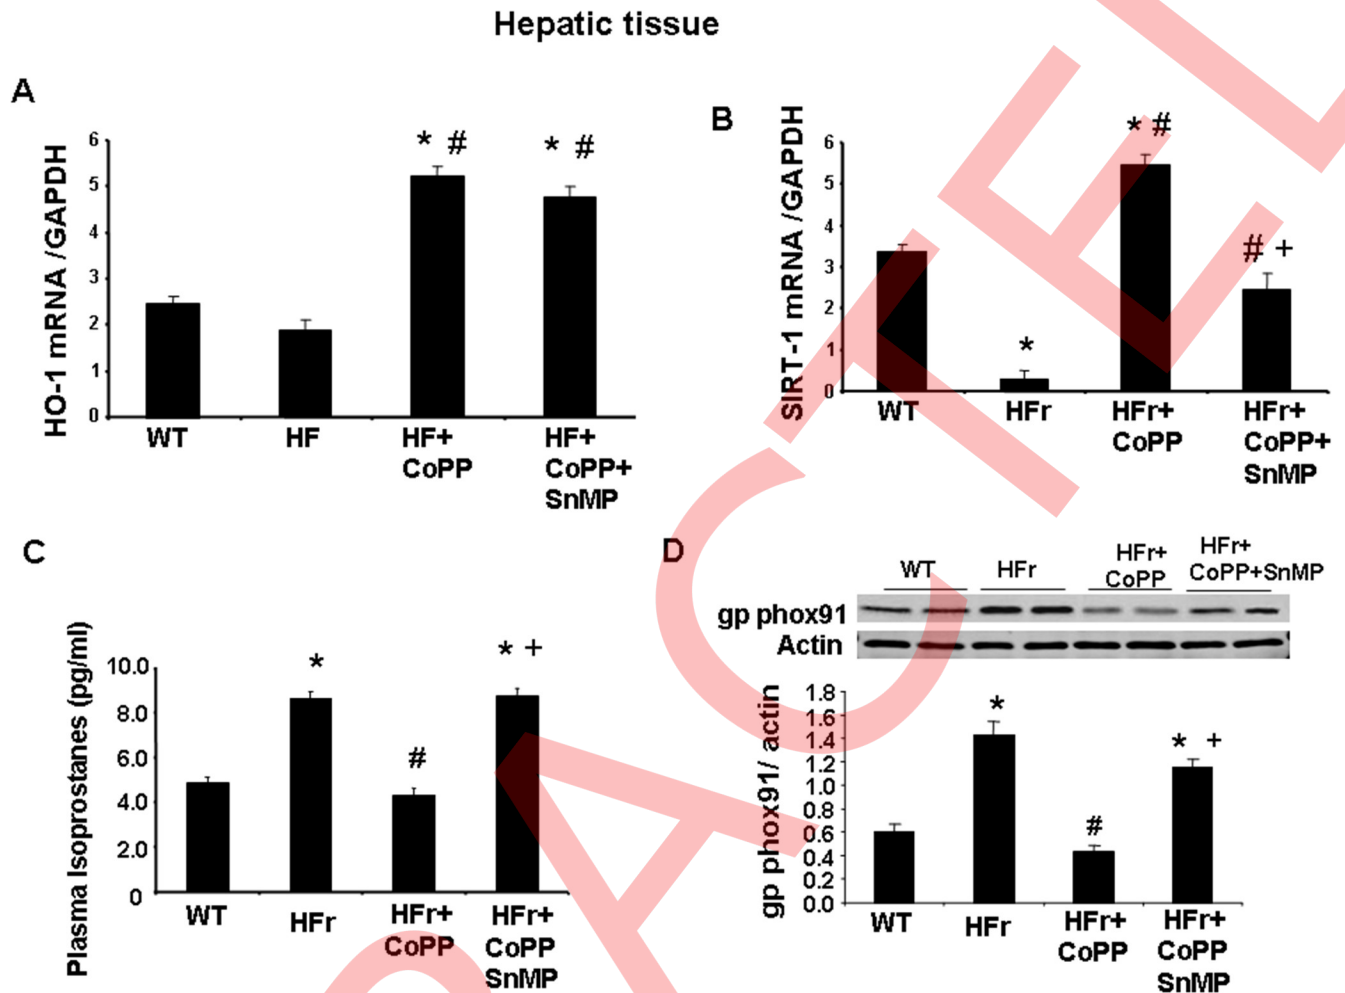 Hepatic tissue
A
HO-1 mRNA /GAPDH
6
5
4
3
2
1
0
* #
* #
WT
HF
HF+
CoPP
HF+
CoPP+
SnMP
B
SIRT-1 mRNA /GAPDH
6
5
4
3
2
1
0
*
* #
# +
WT
HFr
HFr+
CoPP
HFr+
CoPP+
SnMP
C
Plasma Isoprostanes (pg/ml)
10.0
8.0
6.0
4.0
2.0
0
*
#
* +
WT
HFr
HFr+
CoPP
HFr+
CoPP
SnMP
D
WT
HFr
HFr+
CoPP
HFr+
CoPP+SnMP
gp phox91
Actin
gp phox91/ actin
1.8
1.6
1.4
1.2
1.0
0.8
0.6
0.4
0.2
0.0
*
#
* +
WT
HFr
HFr+
CoPP
HFr+
CoPP
SnMP